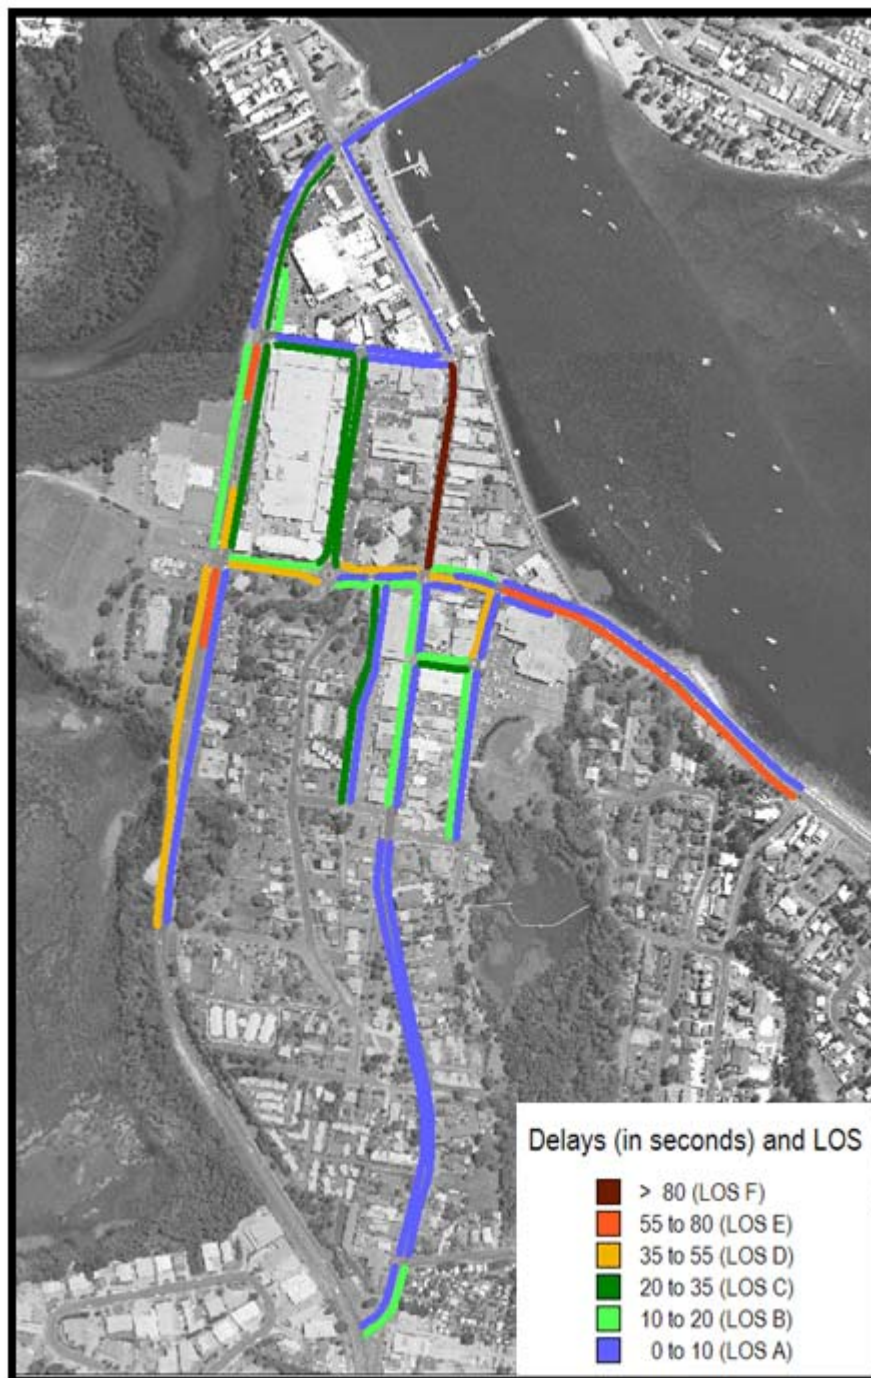 Delays (in seconds) and LOS
> 80 (LOS F)
55 to 80 (LOS E)
35 to 55 (LOS D)
20 to 35 (LOS C)
10 to 20 (LOS B)
0 to 10 (LOS A)